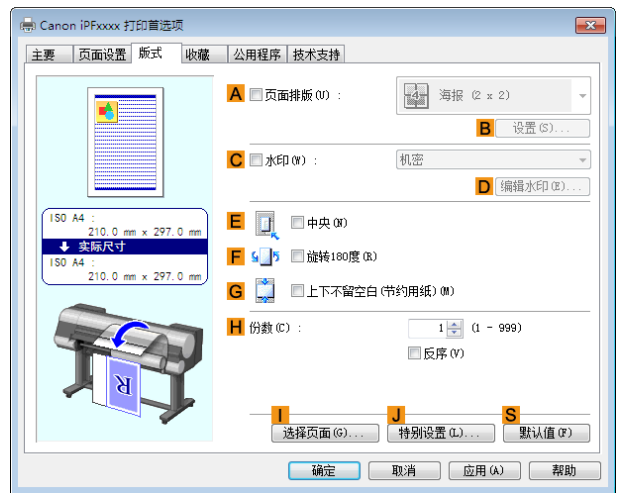 Canon iPFxxxx 打印首选项
主要 页面设置 版式 收藏 公用程序 技术支持
A 页面排版(U) : 4 海报 (2 x 2)
B 设置(S)...
C 水印(W) : 机密
D 编辑水印(E)...
ISO A4 :
210.0 mm x 297.0 mm
实际尺寸
ISO A4 :
210.0 mm x 297.0 mm
E 中央(N)
F 旋转180度(R)
G 上下不留空白(节约用纸)(M)
H 份数(C) : 1 (1 - 999)
反序(V)
R
I J S
选择页面(G)... 特别设置(L)... 默认值(F)
确定 取消 应用(A) 帮助